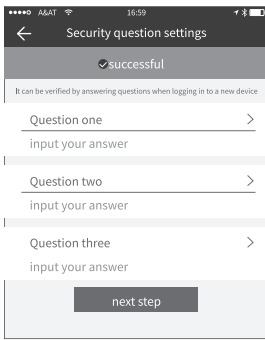 A&AT 16:59
Security question settings
successful
It can be verified by answering questions when logging in to a new device
Question one
input your answer
Question two
input your answer
Question three
input your answer
next step